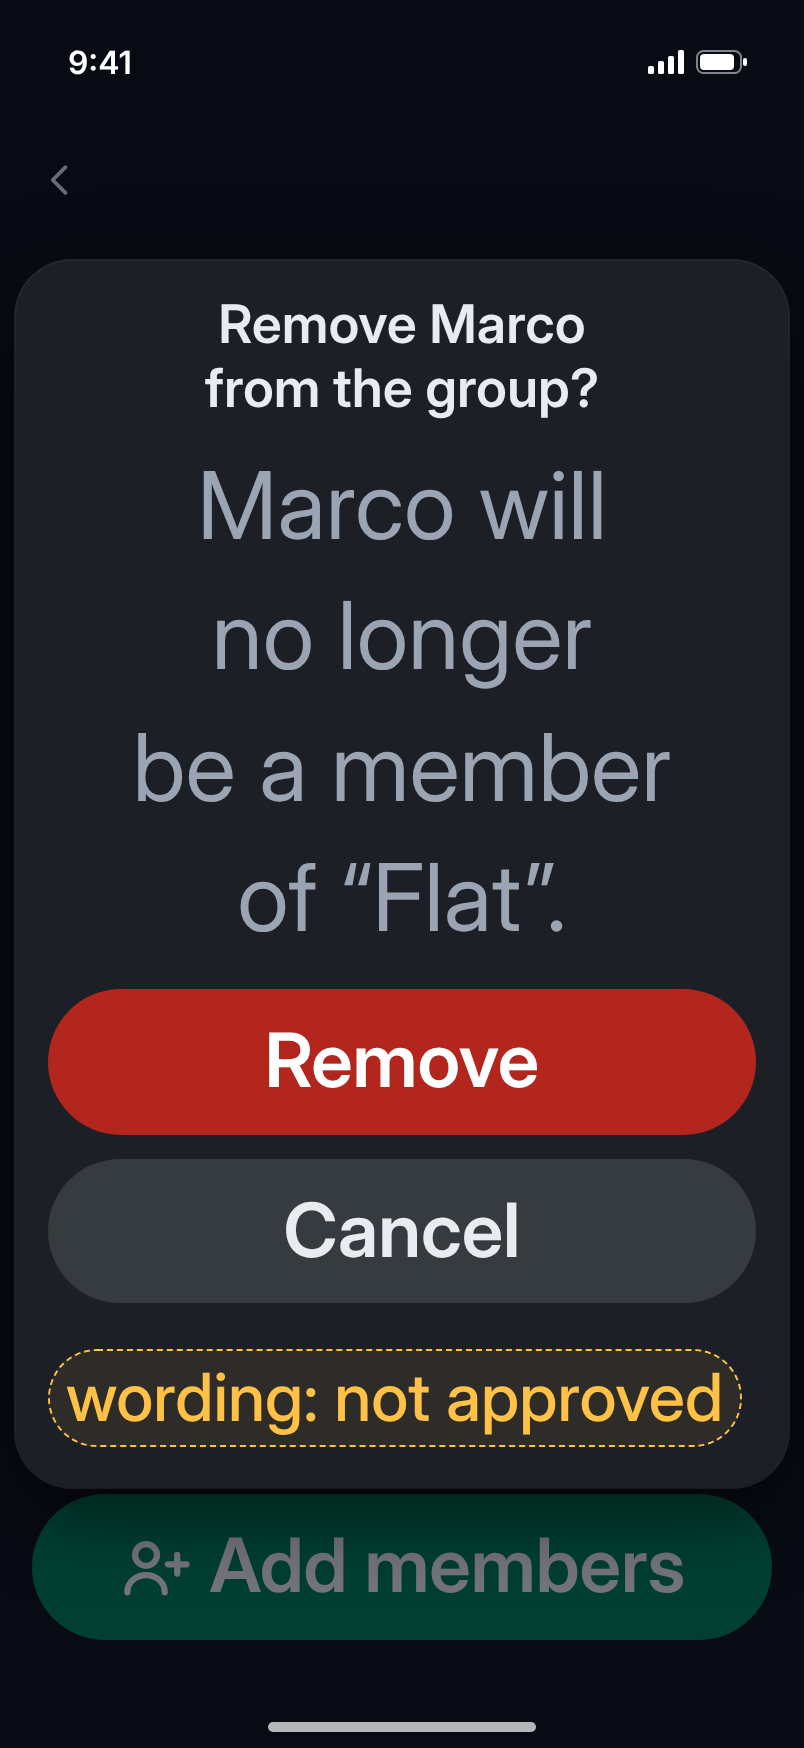 9:41
Remove Marco
from the group?
Marco will
no longer
be a member
of “Flat”.
Remove
Cancel
wording: not approved
Add members